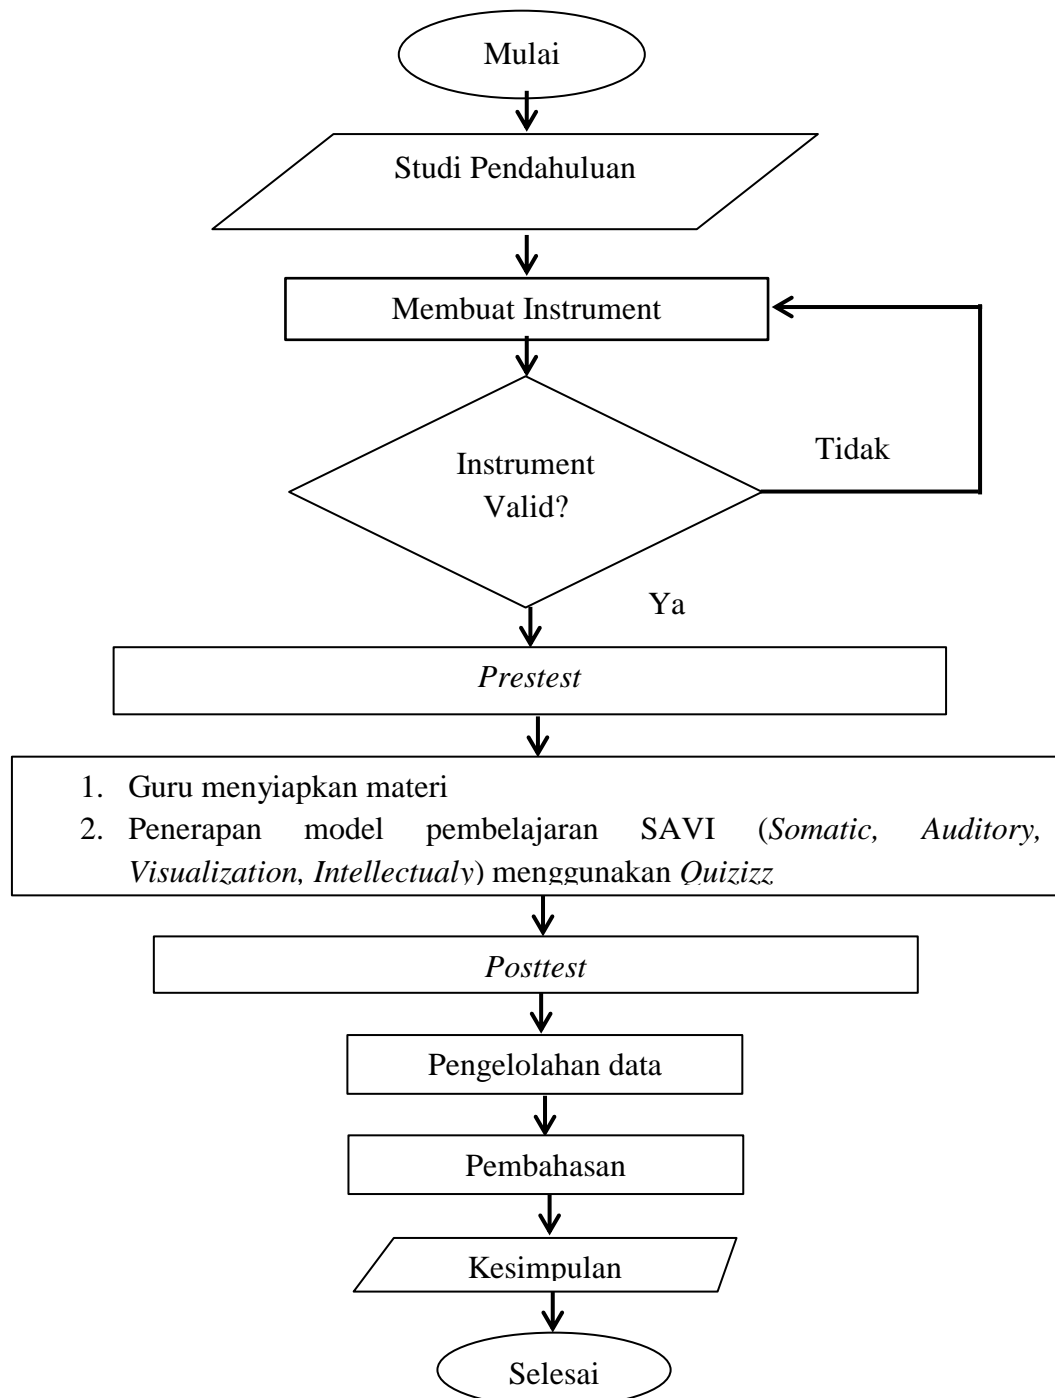 Mulai
Studi Pendahuluan
Membuat Instrument
Tidak
Instrument
Valid?
Ya
Prestest
1. Guru menyiapkan materi
2. Penerapan model pembelajaran SAVI (Somatic, Auditory,
Visualization, Intellectualy) menggunakan Quizizz
Posttest
Pengelolahan data
Pembahasan
Kesimpulan
Selesai